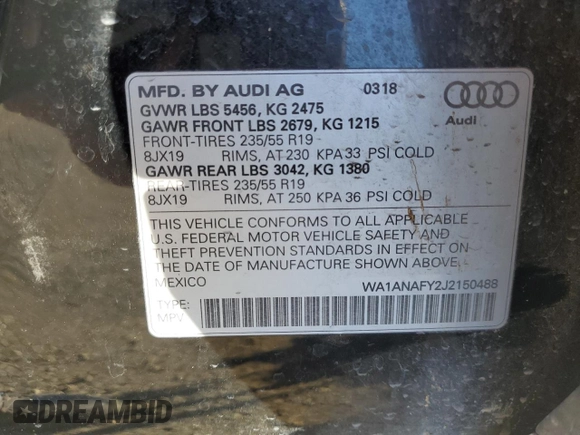 MFD. BY AUDI AG 0318
GVWR LBS 5456, KG 2475
GAWR FRONT LBS 2679, KG 1215
FRONT-TIRES 235/55 R19
8JX19 RIMS, AT 230 KPA 33 PSI COLD
GAWR REAR LBS 3042, KG 1380
REAR-TIRES 235/55 R19
8JX19 RIMS, AT 250 KPA 36 PSI COLD
Audi
THIS VEHICLE CONFORMS TO ALL APPLICABLE
U.S. FEDERAL MOTOR VEHICLE SAFETY AND
THEFT PREVENTION STANDARDS IN EFFECT ON
THE DATE OF MANUFACTURE SHOWN ABOVE.
MEXICO WA1ANAFY2J2150488
TYPE:
MPV
DREAMBID